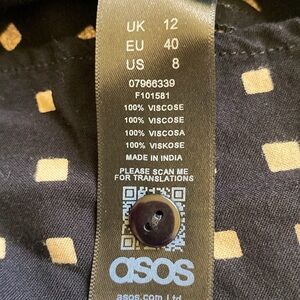 UK 12
EU 40
US 8
07966339
F101581
100% VISCOSE
100% VISCOSE
100% VISCOSA
100% VISKOSE
MADE IN INDIA
PLEASE SCAN ME
FOR TRANSLATIONS
asos
asos.com Ltd